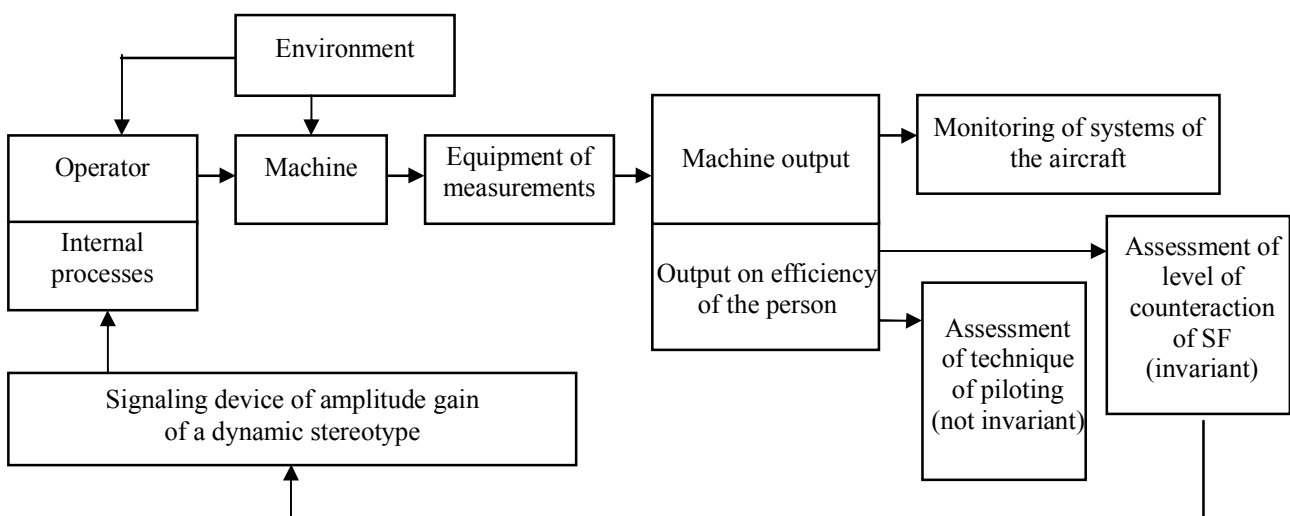 Environment
Operator
Machine
Equipment of
measurements
Machine output
Monitoring of systems of
the aircraft
Internal
processes
Output on efficiency
of the person
Assessment of
level of
counteraction
of SF
(invariant)
Assessment
of technique
of piloting
(not invariant)
Signaling device of amplitude gain
of a dynamic stereotype